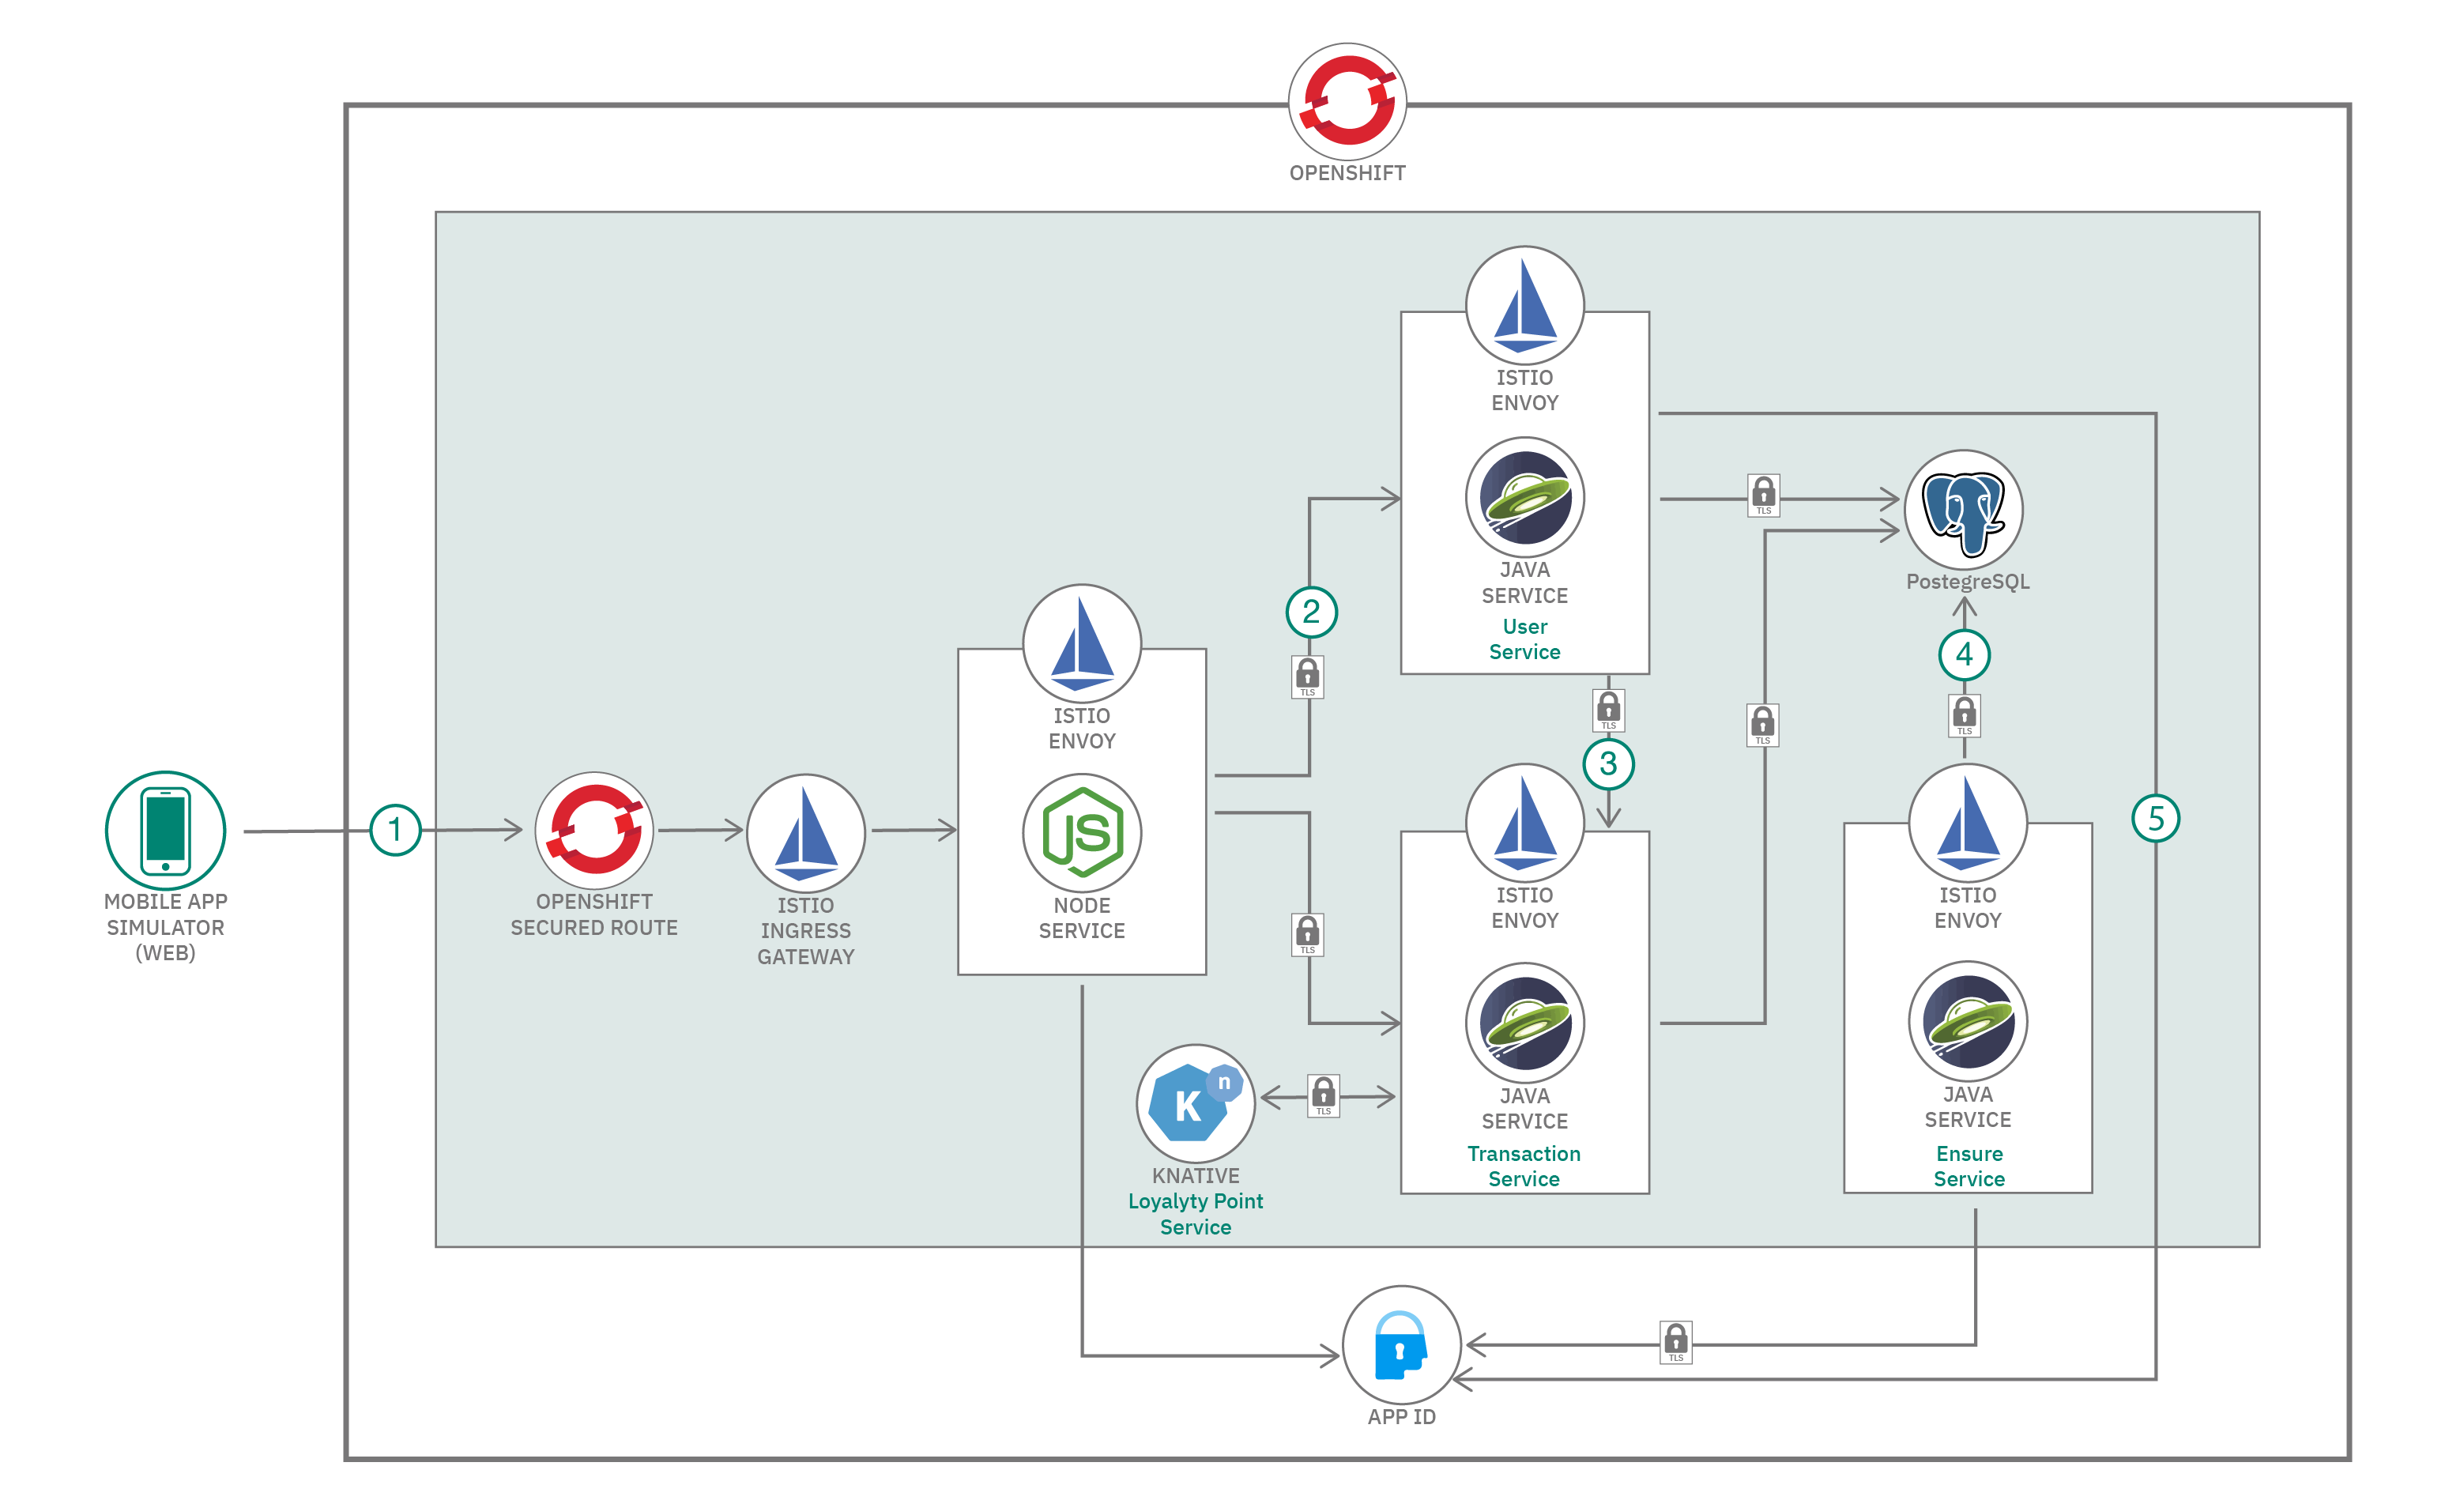 OPENSHIFT
ISTIO
ENVOY
JAVA
SERVICE
User
Service
TLS
PostegreSQL
2
TLS
4
TLS
TLS
TLS
3
ISTIO
ENVOY
NODE
SERVICE
1
MOBILE APP
SIMULATOR
(WEB)
OPENSHIFT
SECURED ROUTE
ISTIO
INGRESS
GATEWAY
JS
TLS
ISTIO
ENVOY
JAVA
SERVICE
Transaction
Service
ISTIO
ENVOY
JAVA
SERVICE
Ensure
Service
5
K
n
TLS
KNATIVE
Loyalyty Point
Service
TLS
APP ID